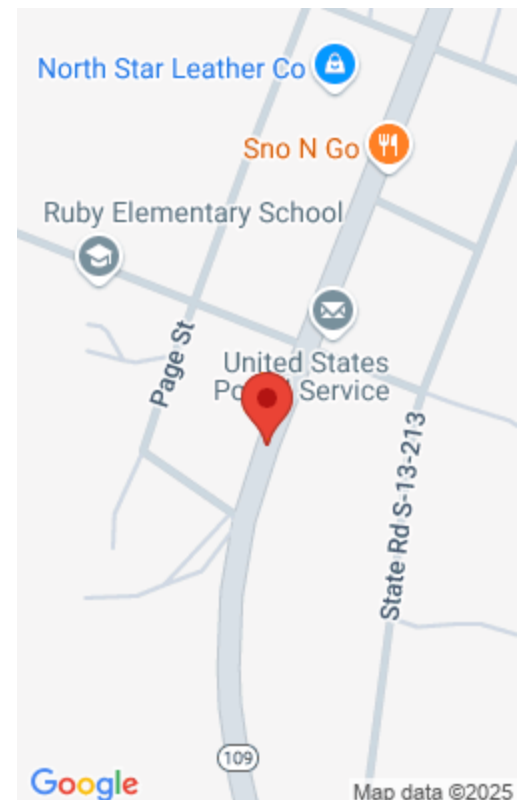 North Star Leather Co
Sno N Go
Ruby Elementary School
Page St
United States
Postal Service
State Rd S-13-213
109
Google
Map data ©2025